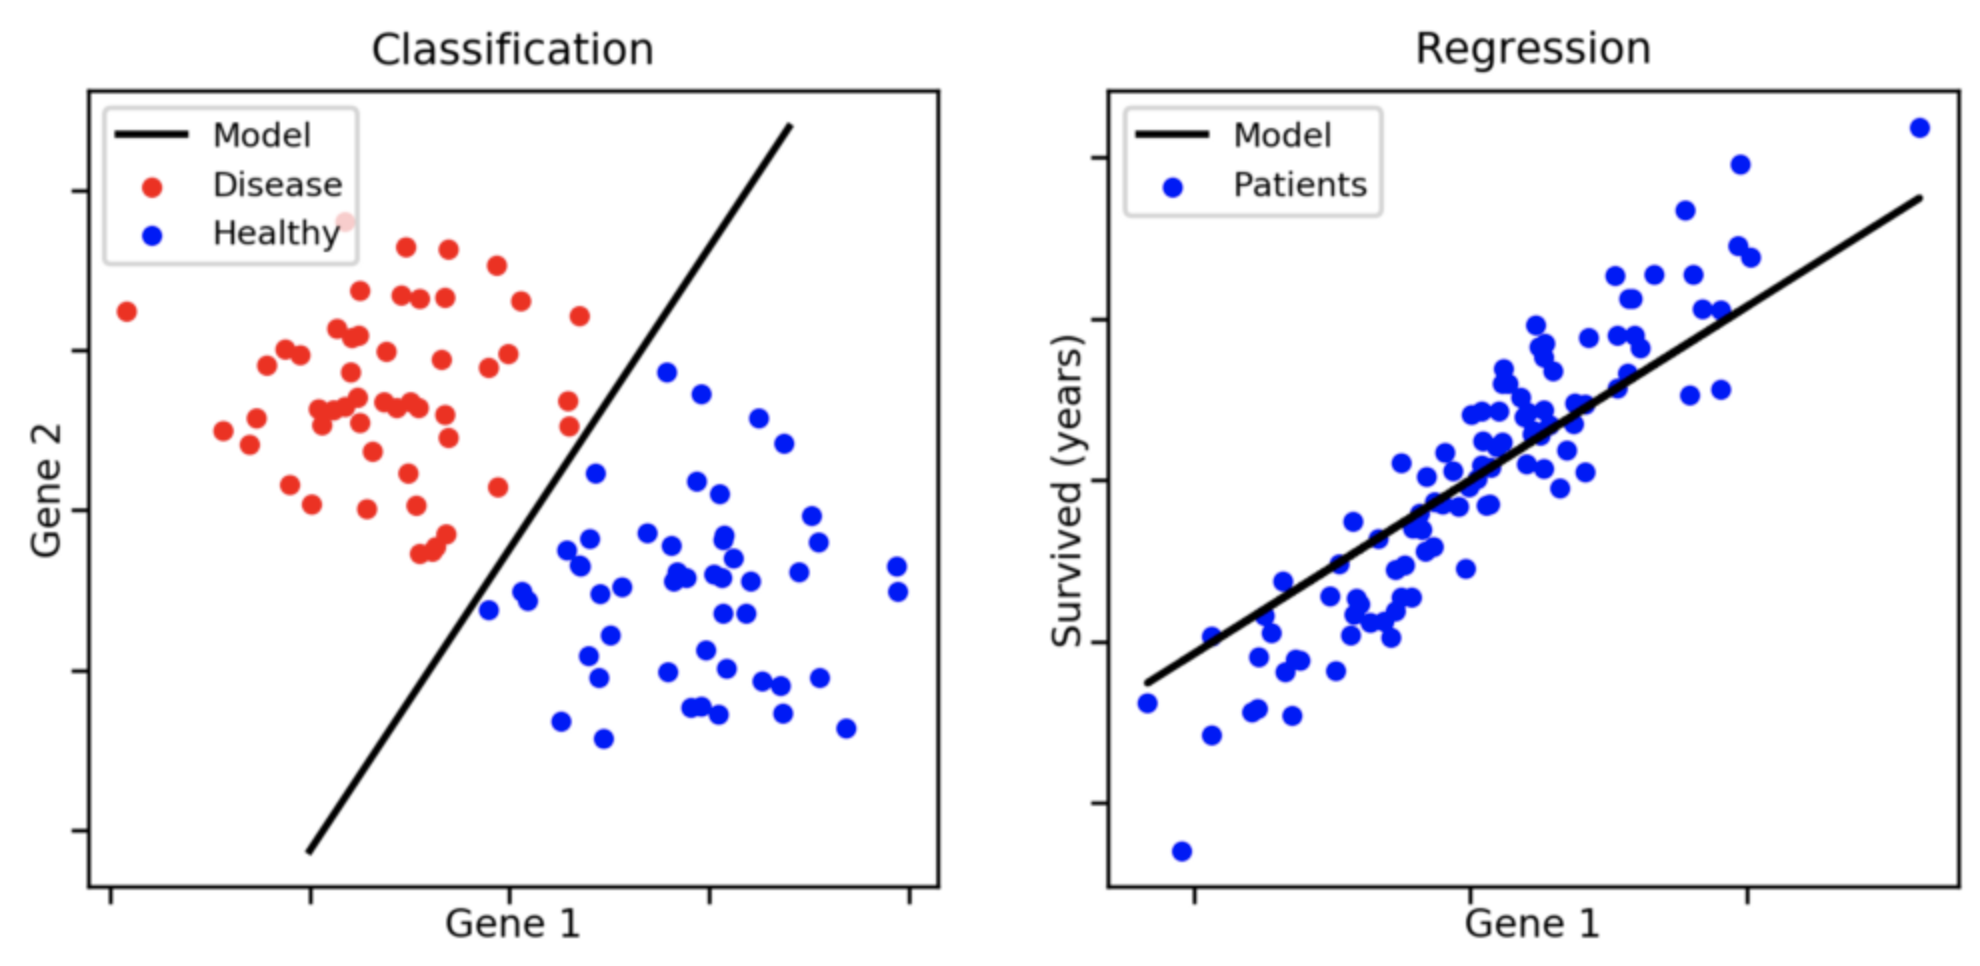 Classification
Model
Disease
Healthy
Gene 2
Gene 1
Regression
Model
Patients
Survived (years)
Gene 1